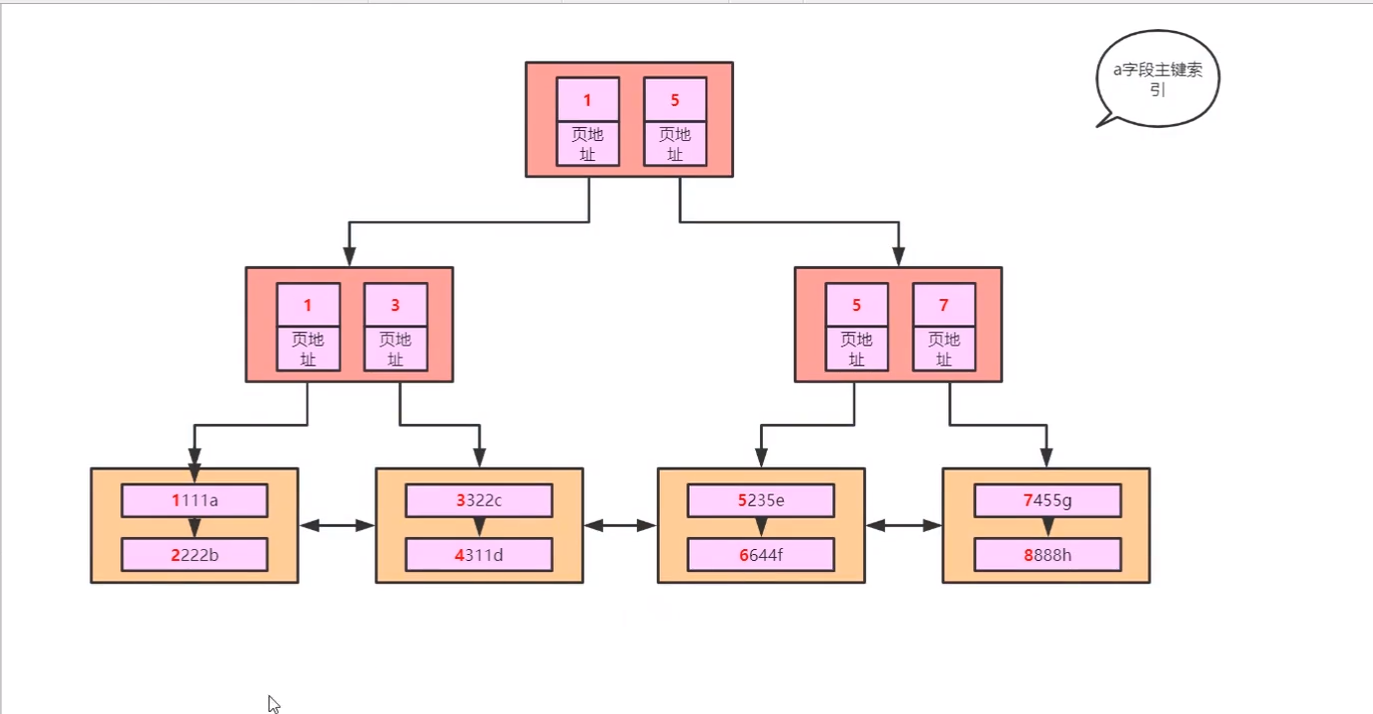 a字段主键索
引
1
5
页地
址
页地
址
1
3
页地
址
页地
址
5
7
页地
址
页地
址
1111a
2222b
3322c
4311d
5235e
6644f
7455g
8888h